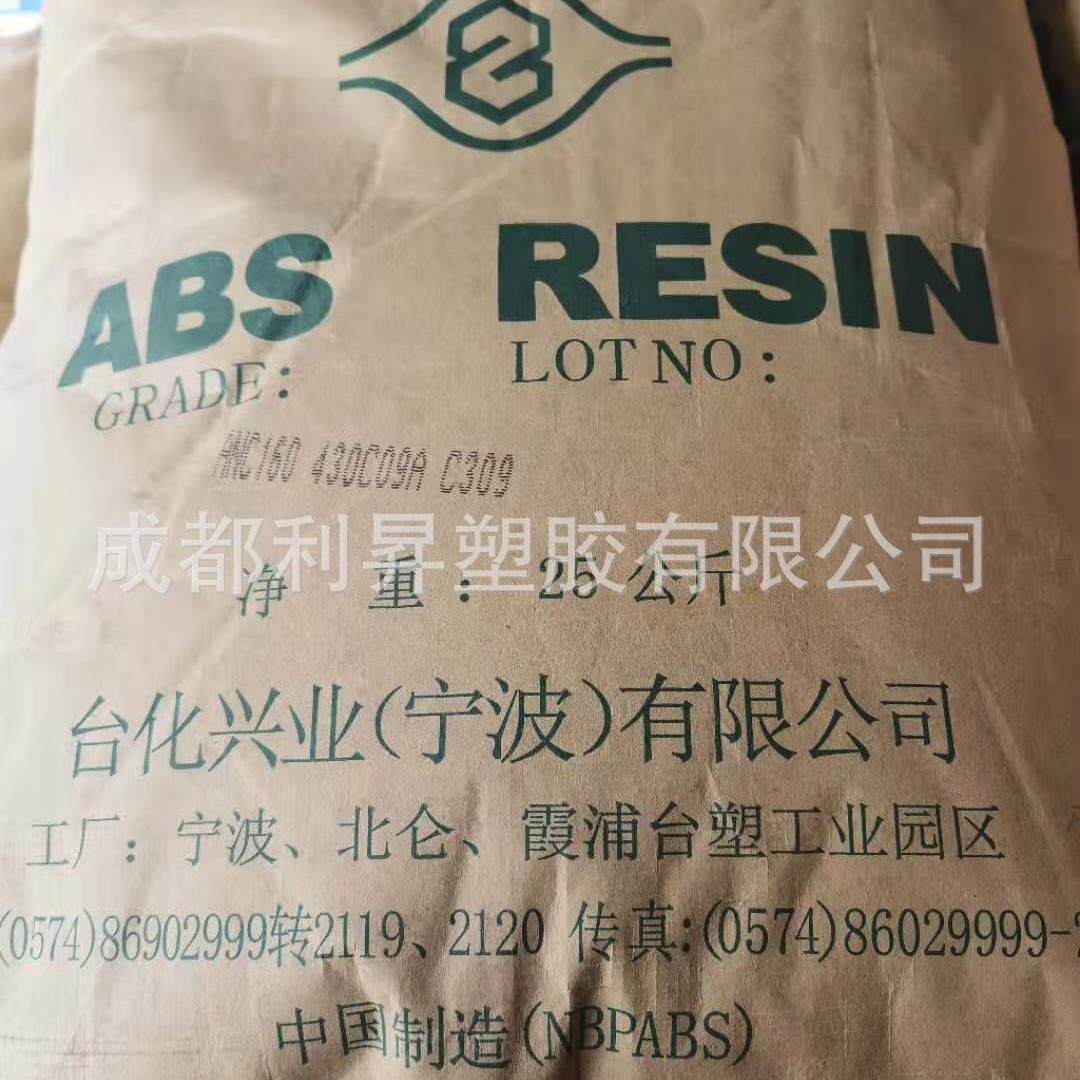 ABS RESIN
GRADE: LOT NO:
ANC160 430C09A C309
成都利昇塑胶有限公司
净 重: 25 公斤
台化兴业(宁波)有限公司
工厂:宁波、北仑、霞浦台塑工业园区
(0574)86902999转2119、2120 传真:(0574)86029999-
中国制造(NBPABS)